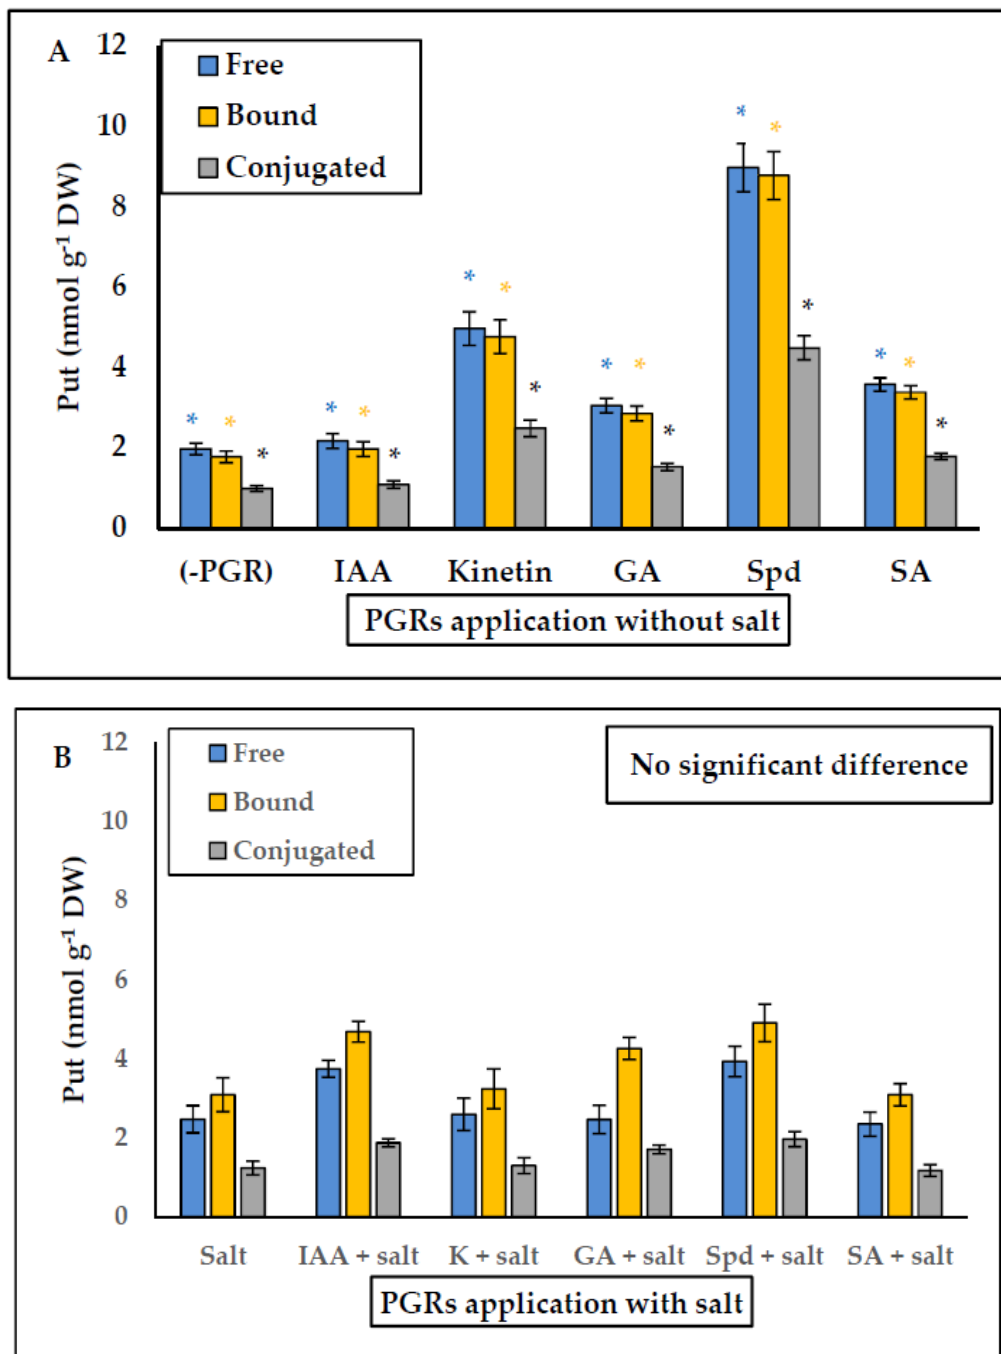 A
12
10
8
6
4
2
0
Put (nmol g⁻¹ DW)
Free
Bound
Conjugated
* * * * * * * * * * * * * * * * * *
(-PGR) IAA Kinetin GA Spd SA
PGRs application without salt
B
12
10
8
6
4
2
0
Put (nmol g⁻¹ DW)
Free
Bound
Conjugated
No significant difference
Salt IAA + salt K + salt GA + salt Spd + salt SA + salt
PGRs application with salt